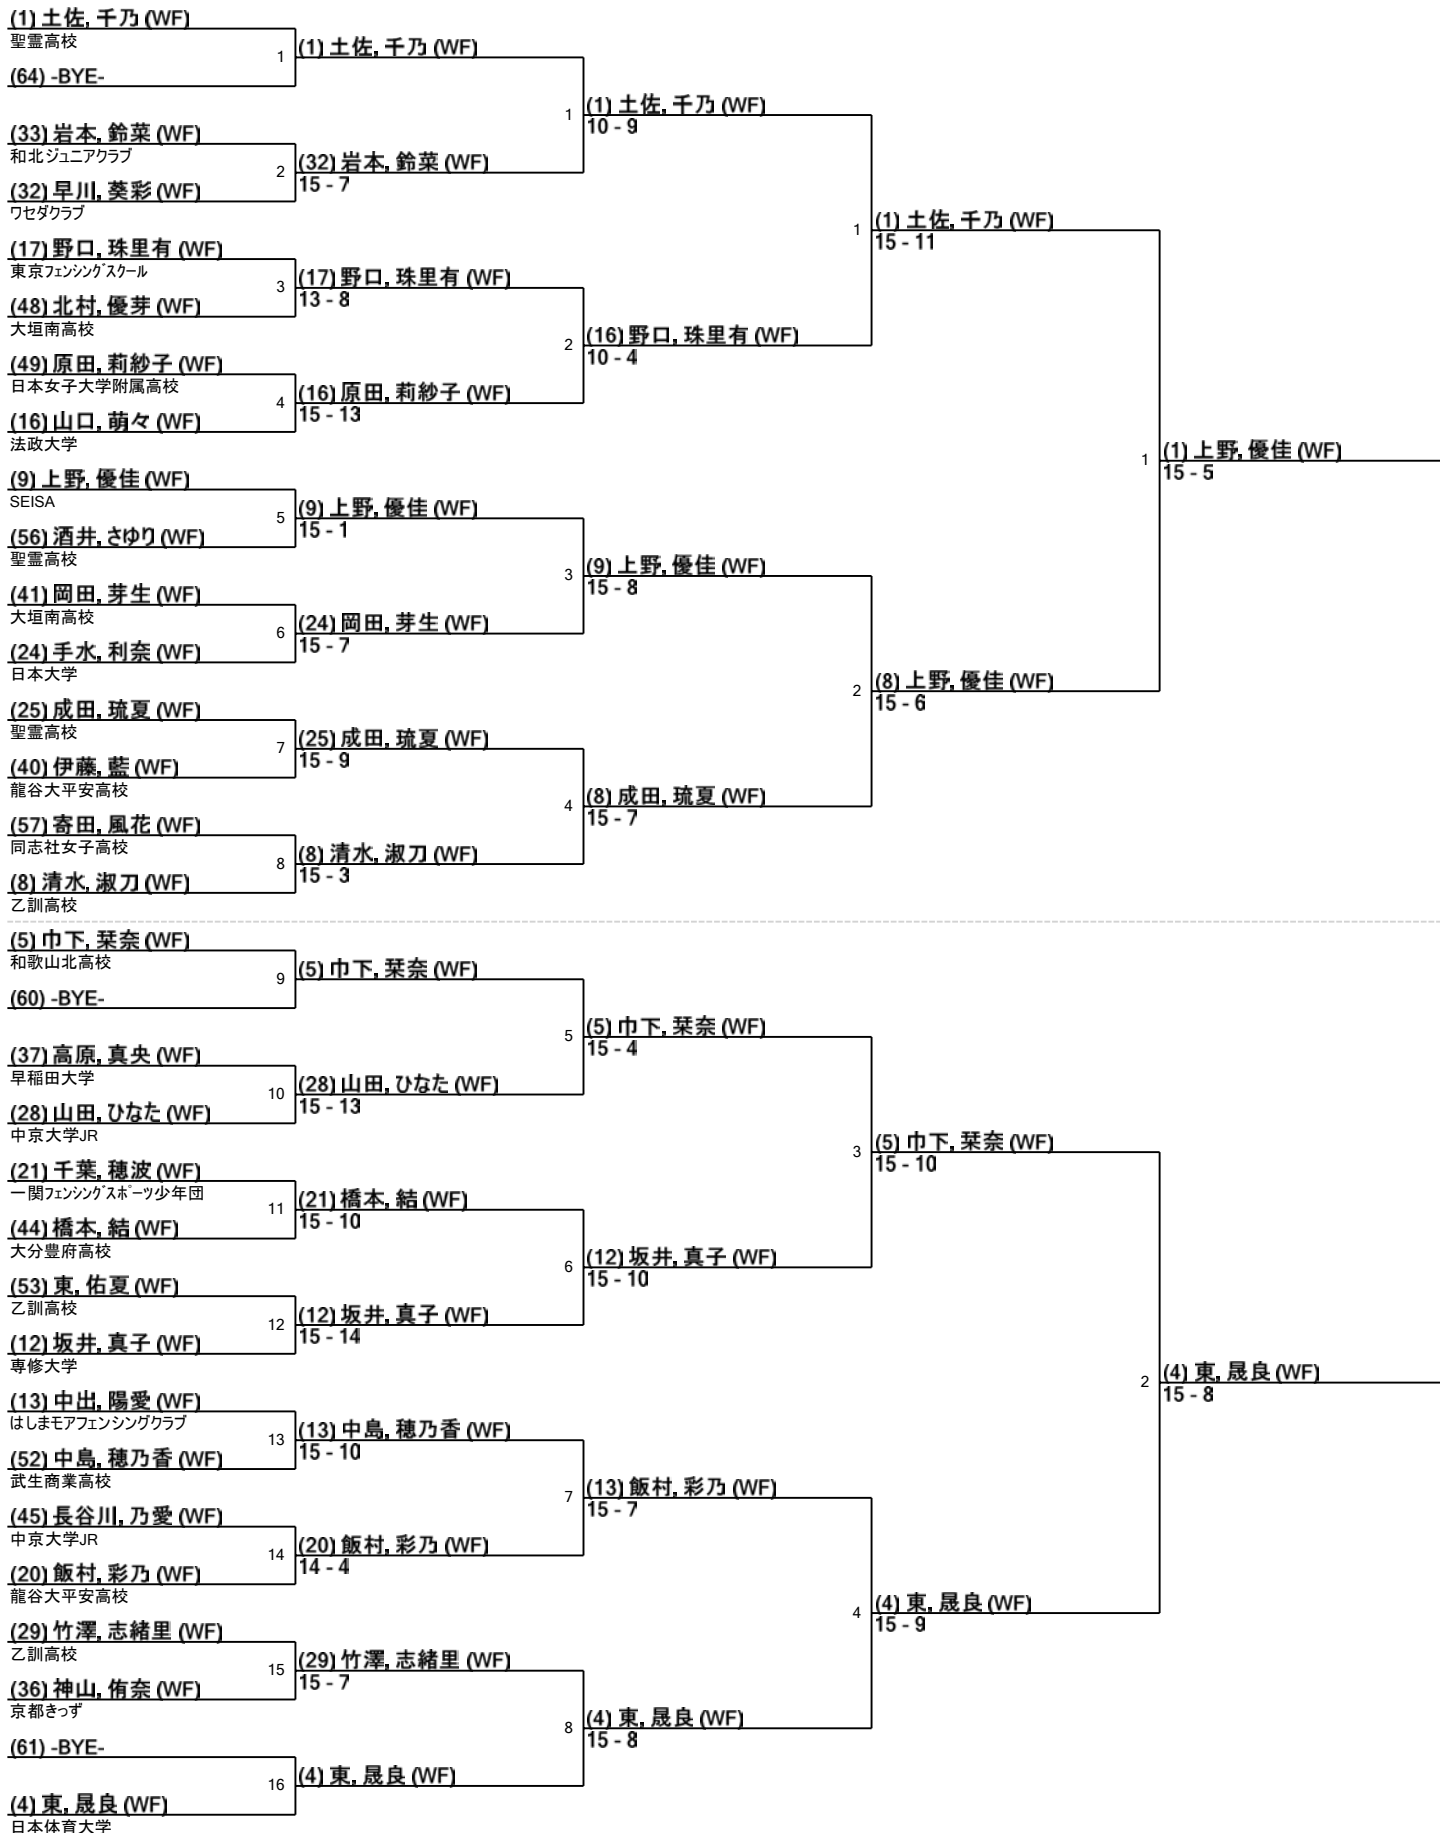 (1) 土佐, 千乃 (WF)
聖霊高校
1
(1) 土佐, 千乃 (WF)
(64) -BYE-
1
(1) 土佐, 千乃 (WF)
10 - 9
(33) 岩本, 鈴菜 (WF)
和北ジュニアクラブ
2
(32) 岩本, 鈴菜 (WF)
15 - 7
(32) 早川, 葵彩 (WF)
ワセダクラブ
1
(1) 土佐, 千乃 (WF)
15 - 11
(17) 野口, 珠里有 (WF)
東京フェンシングスクール
3
(17) 野口, 珠里有 (WF)
13 - 8
(48) 北村, 優芽 (WF)
大垣南高校
2
(16) 野口, 珠里有 (WF)
10 - 4
(49) 原田, 莉紗子 (WF)
日本女子大学附属高校
4
(16) 原田, 莉紗子 (WF)
15 - 13
(16) 山口, 萌々 (WF)
法政大学
1
(1) 上野, 優佳 (WF)
15 - 5
(9) 上野, 優佳 (WF)
SEISA
5
(9) 上野, 優佳 (WF)
15 - 1
(56) 酒井, さゆり (WF)
聖霊高校
3
(9) 上野, 優佳 (WF)
15 - 8
(41) 岡田, 芽生 (WF)
大垣南高校
6
(24) 岡田, 芽生 (WF)
15 - 7
(24) 手水, 利奈 (WF)
日本大学
2
(8) 上野, 優佳 (WF)
15 - 6
(25) 成田, 琉夏 (WF)
聖霊高校
7
(25) 成田, 琉夏 (WF)
15 - 9
(40) 伊藤, 藍 (WF)
龍谷大平安高校
4
(8) 成田, 琉夏 (WF)
15 - 7
(57) 寄田, 風花 (WF)
同志社女子高校
8
(8) 清水, 淑刀 (WF)
15 - 3
(8) 清水, 淑刀 (WF)
乙訓高校
(5) 巾下, 栞奈 (WF)
和歌山北高校
9
(5) 巾下, 栞奈 (WF)
(60) -BYE-
5
(5) 巾下, 栞奈 (WF)
15 - 4
(37) 高原, 真央 (WF)
早稲田大学
10
(28) 山田, ひなた (WF)
15 - 13
(28) 山田, ひなた (WF)
中京大学JR
3
(5) 巾下, 栞奈 (WF)
15 - 10
(21) 千葉, 穂波 (WF)
一関フェンシングスポーツ少年団
11
(21) 橋本, 結 (WF)
15 - 10
(44) 橋本, 結 (WF)
大分豊府高校
6
(12) 坂井, 真子 (WF)
15 - 10
(53) 東, 佑夏 (WF)
乙訓高校
12
(12) 坂井, 真子 (WF)
15 - 14
(12) 坂井, 真子 (WF)
専修大学
2
(4) 東, 晟良 (WF)
15 - 8
(13) 中出, 陽愛 (WF)
はしまモアフェンシングクラブ
13
(13) 中島, 穂乃香 (WF)
15 - 10
(52) 中島, 穂乃香 (WF)
武生商業高校
7
(13) 飯村, 彩乃 (WF)
15 - 7
(45) 長谷川, 乃愛 (WF)
中京大学JR
14
(20) 飯村, 彩乃 (WF)
14 - 4
(20) 飯村, 彩乃 (WF)
龍谷大平安高校
4
(4) 東, 晟良 (WF)
15 - 9
(29) 竹澤, 志緒里 (WF)
乙訓高校
15
(29) 竹澤, 志緒里 (WF)
15 - 7
(36) 神山, 侑奈 (WF)
京都きっず
8
(4) 東, 晟良 (WF)
15 - 8
(61) -BYE-
16
(4) 東, 晟良 (WF)
(4) 東, 晟良 (WF)
日本体育大学